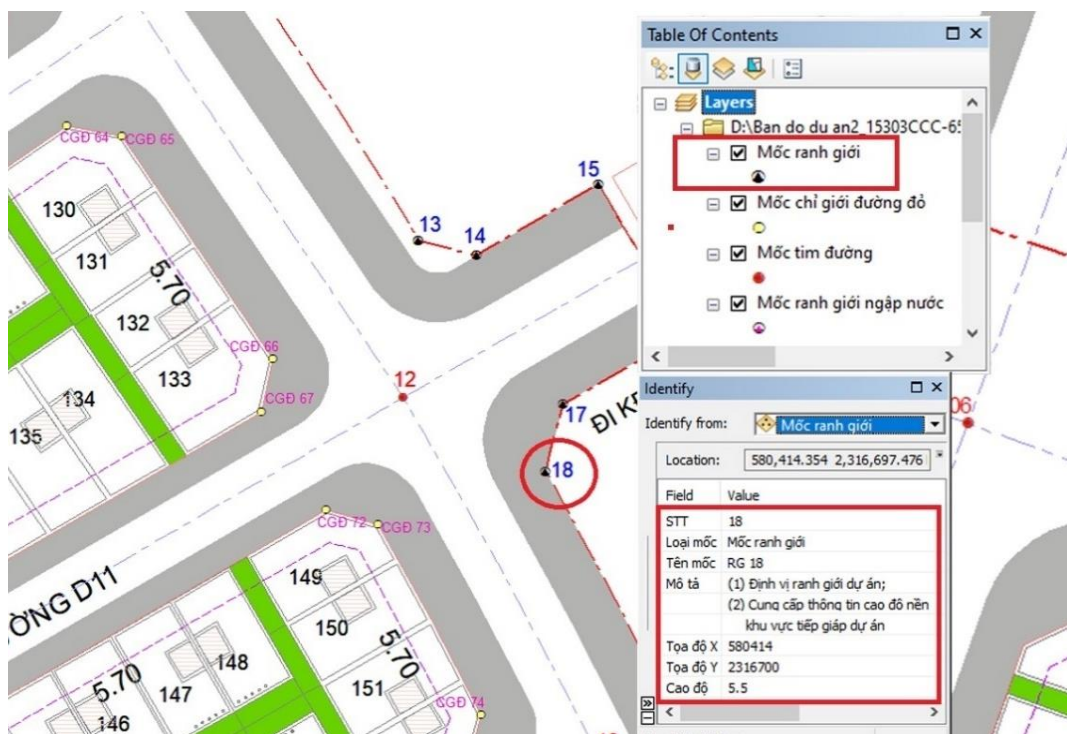 CGĐ 64
CGĐ 65
130
131
5.70
132
133
CGĐ 66
CGĐ 67
134
135
13
14
15
12
17
18
06
CGĐ 72
CGĐ 73
149
150
5.70
151
148
147
146
5.70
CGĐ 74
ỜNG D11
Table Of Contents
Layers
D:\Ban do du an2_15303CCC-65
Mốc ranh giới
Mốc chỉ giới đường đỏ
Mốc tim đường
Mốc ranh giới ngập nước
Identify
Identify from: Mốc ranh giới
Location: 580,414.354 2,316,697.476
Field Value
STT 18
Loại mốc Mốc ranh giới
Tên mốc RG 18
Mô tả (1) Định vị ranh giới dự án;
(2) Cung cấp thông tin cao độ nền
khu vực tiếp giáp dự án
Tọa độ X 580414
Tọa độ Y 2316700
Cao độ 5.5